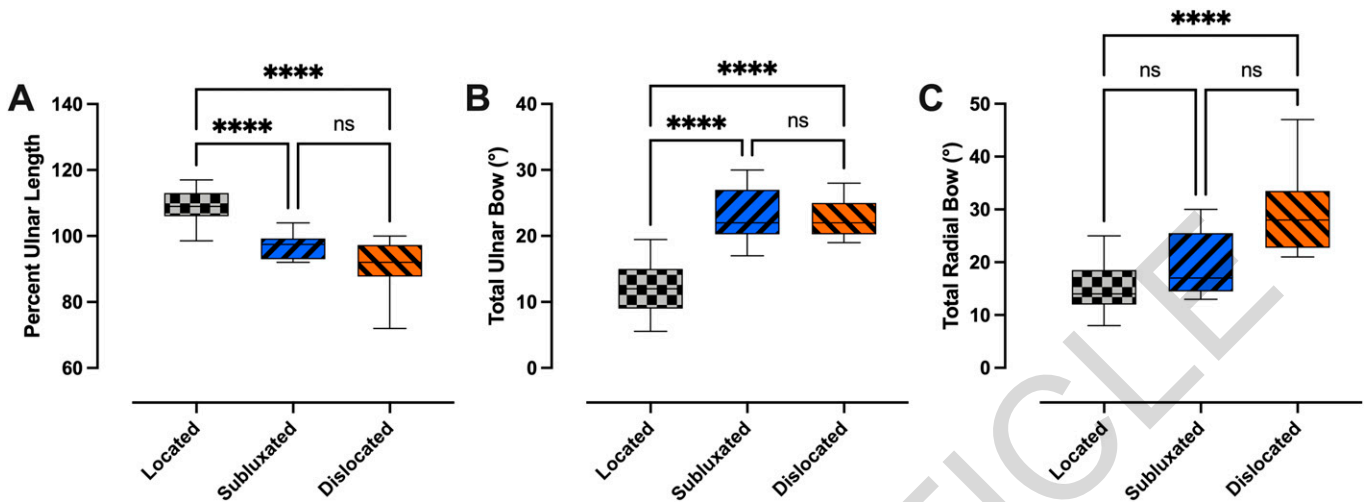 A
Percent Ulnar Length
140
120
100
80
60
****
****
ns
Located
Subluxated
Dislocated
B
Total Ulnar Bow (°)
40
30
20
10
0
****
****
ns
Located
Subluxated
Dislocated
C
Total Radial Bow (°)
50
40
30
20
10
0
****
ns
ns
Located
Subluxated
Dislocated
TICLE